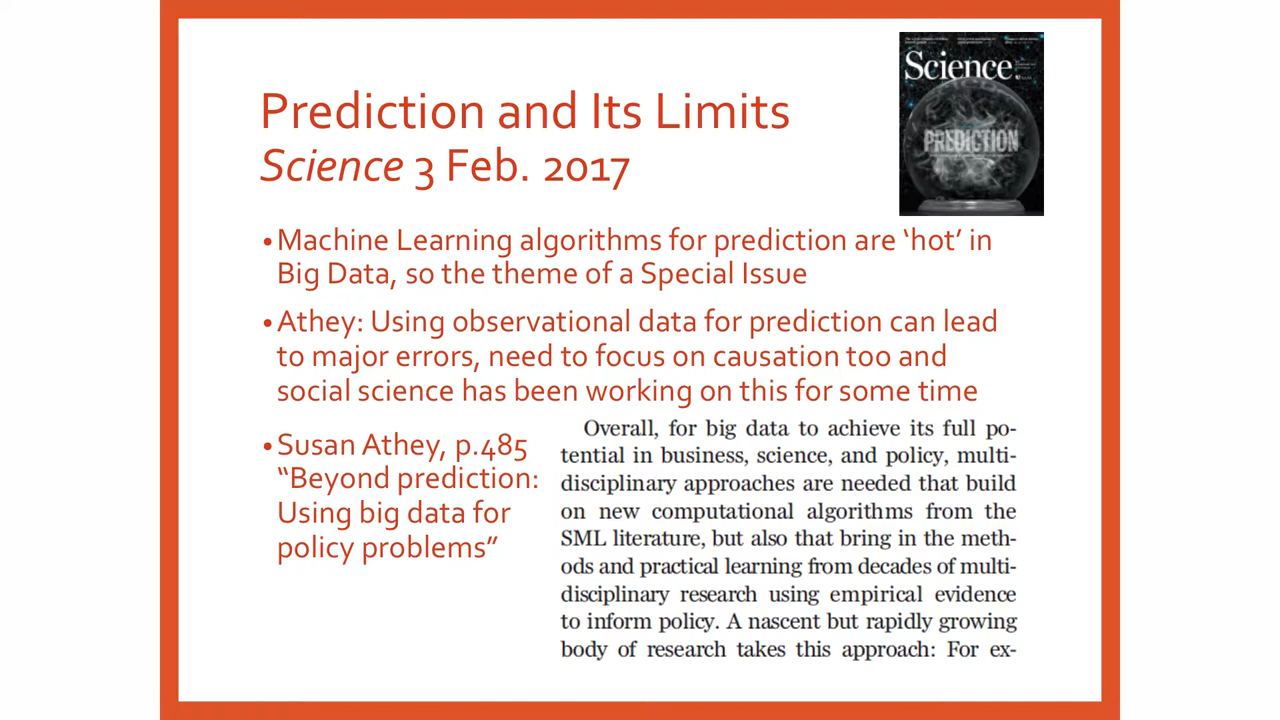 Science
PREDICTION
Prediction and Its Limits
Science 3 Feb. 2017
•Machine Learning algorithms for prediction are ‘hot’ in
Big Data, so the theme of a Special Issue
•Athey: Using observational data for prediction can lead
to major errors, need to focus on causation too and
social science has been working on this for some time
•Susan Athey, p.485
“Beyond prediction:
Using big data for
policy problems”
Overall, for big data to achieve its full po-
tential in business, science, and policy, multi-
disciplinary approaches are needed that build
on new computational algorithms from the
SML literature, but also that bring in the meth-
ods and practical learning from decades of multi-
disciplinary research using empirical evidence
to inform policy. A nascent but rapidly growing
body of research takes this approach: For ex-